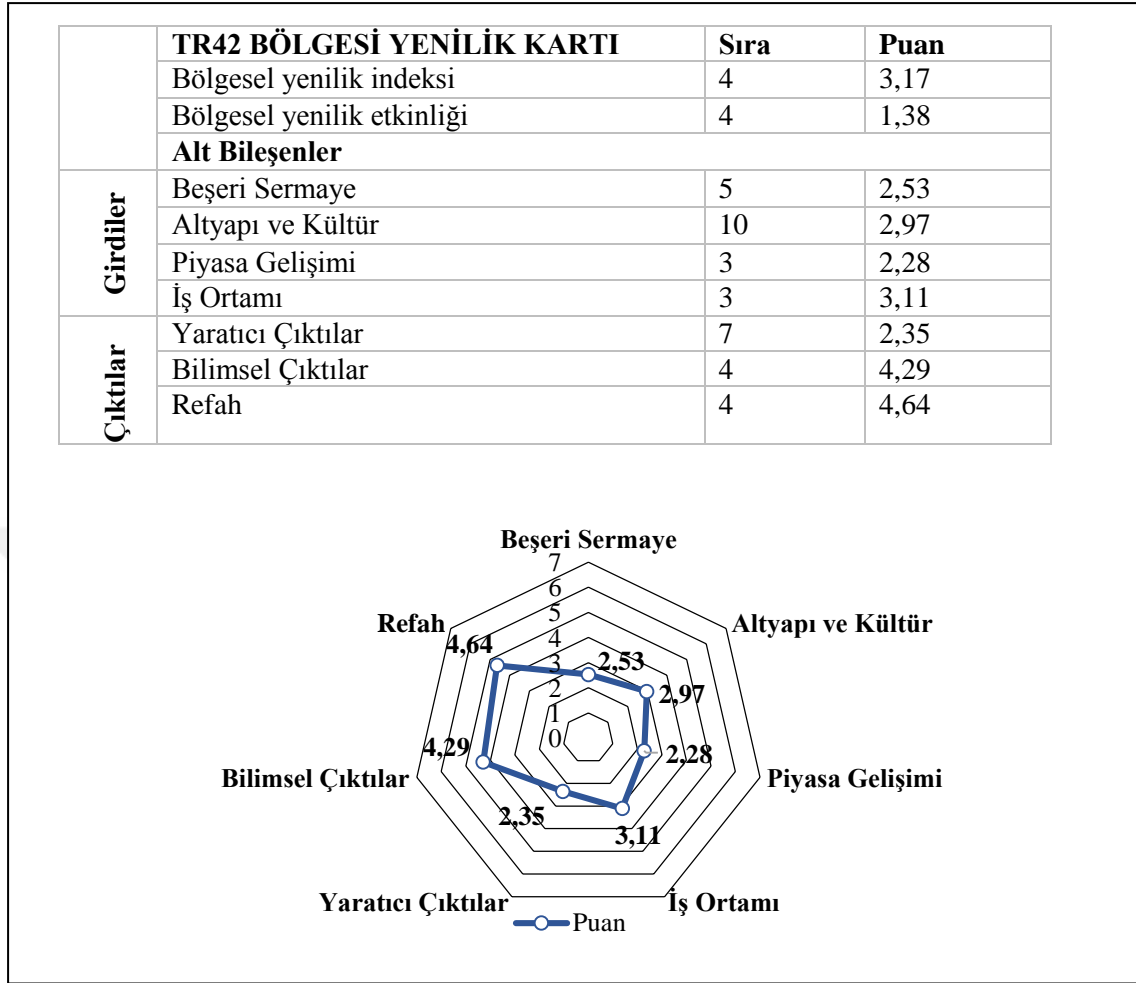 TR42 BÖLGESİ YENİLİK KARTI Sıra Puan
Bölgesel yenilik indeksi 4 3,17
Bölgesel yenilik etkinliği 4 1,38
Alt Bileşenler
Girdiler
Beşeri Sermaye 5 2,53
Altyapı ve Kültür 10 2,97
Piyasa Gelişimi 3 2,28
İş Ortamı 3 3,11
Çıktılar
Yaratıcı Çıktılar 7 2,35
Bilimsel Çıktılar 4 4,29
Refah 4 4,64
Beşeri Sermaye
7
6
5
4
3
2
1
0
Refah
Altyapı ve Kültür
4,64
2,53
2,97
4,29
2,28
Bilimsel Çıktılar
Piyasa Gelişimi
2,35
3,11
Yaratıcı Çıktılar
İş Ortamı
Puan